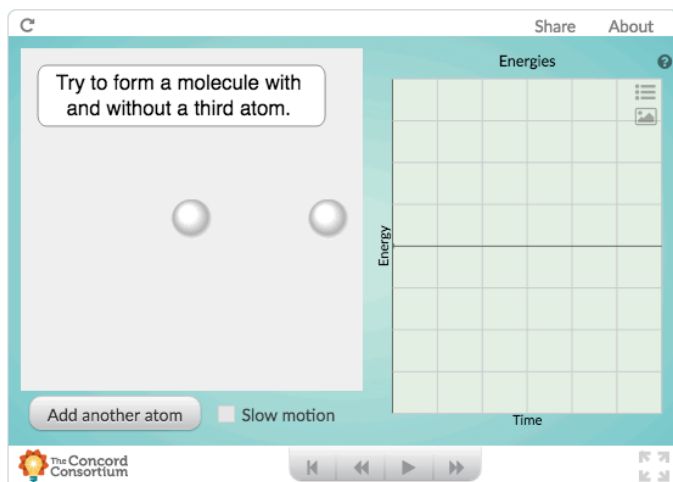 Share About
Try to form a molecule with
and without a third atom.
Energies
Energy
Time
Add another atom
Slow motion
The Concord
Consortium